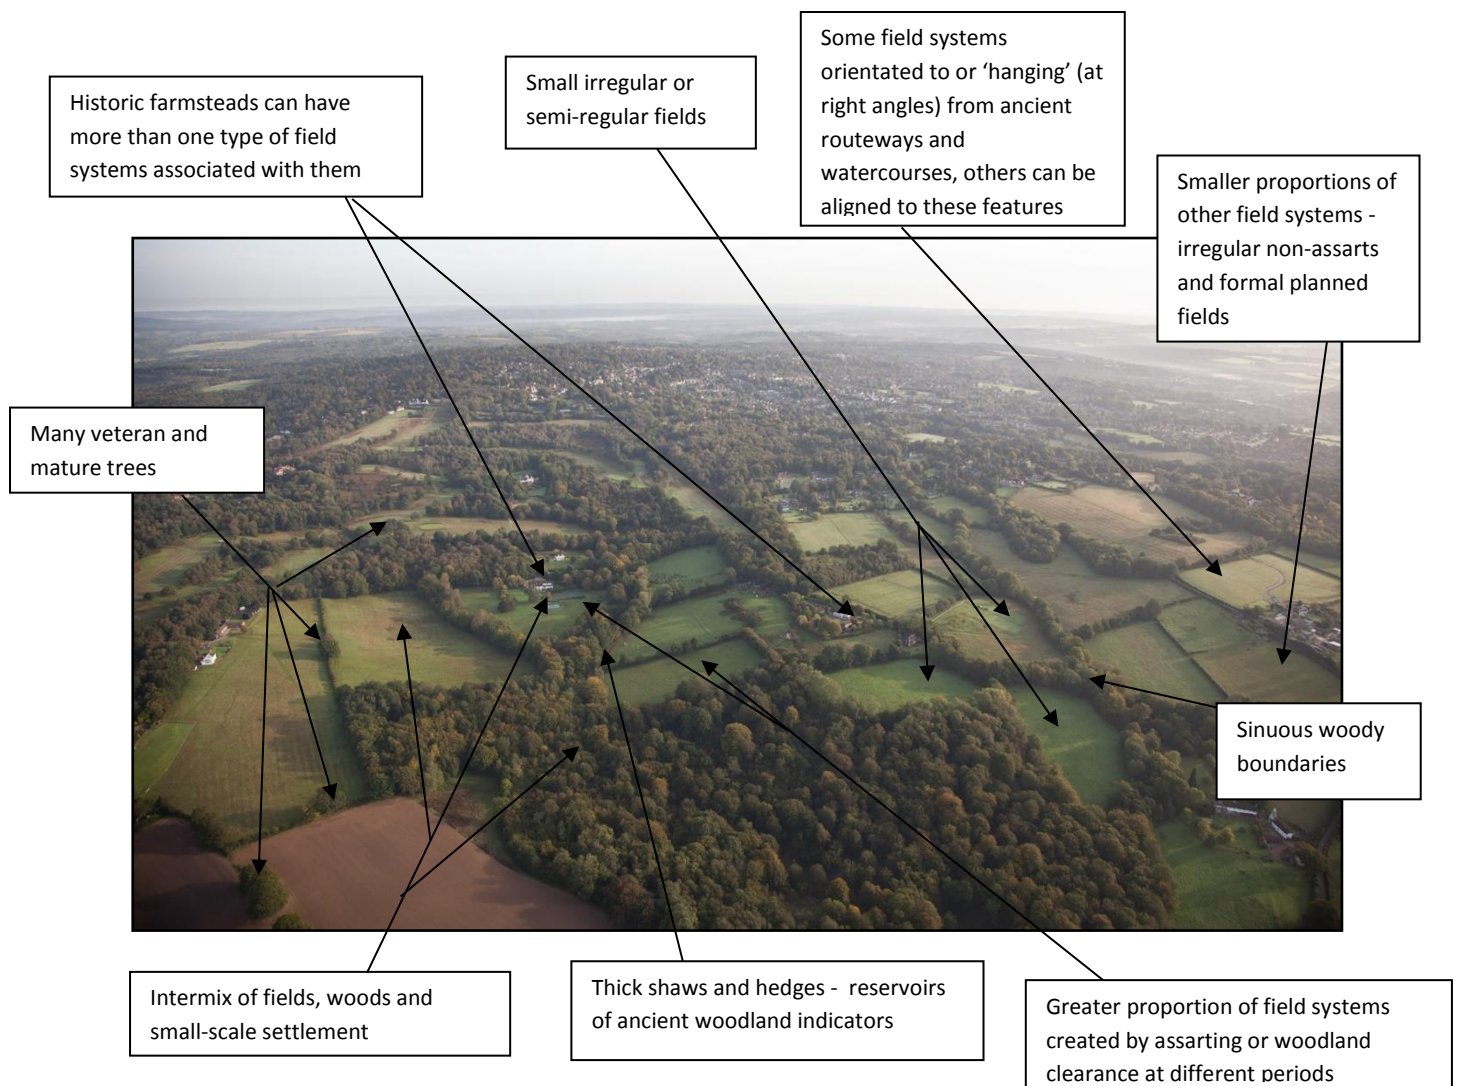 Some field systems
orientated to or ‘hanging’ (at
right angles) from ancient
routeways and
watercourses, others can be
aligned to these features
Small irregular or
semi-regular fields
Historic farmsteads can have
more than one type of field
systems associated with them
Smaller proportions of
other field systems -
irregular non-assarts
and formal planned
fields
Many veteran and
mature trees
Sinuous woody
boundaries
Intermix of fields, woods and
small-scale settlement
Thick shaws and hedges - reservoirs
of ancient woodland indicators
Greater proportion of field systems
created by assarting or woodland
clearance at different periods